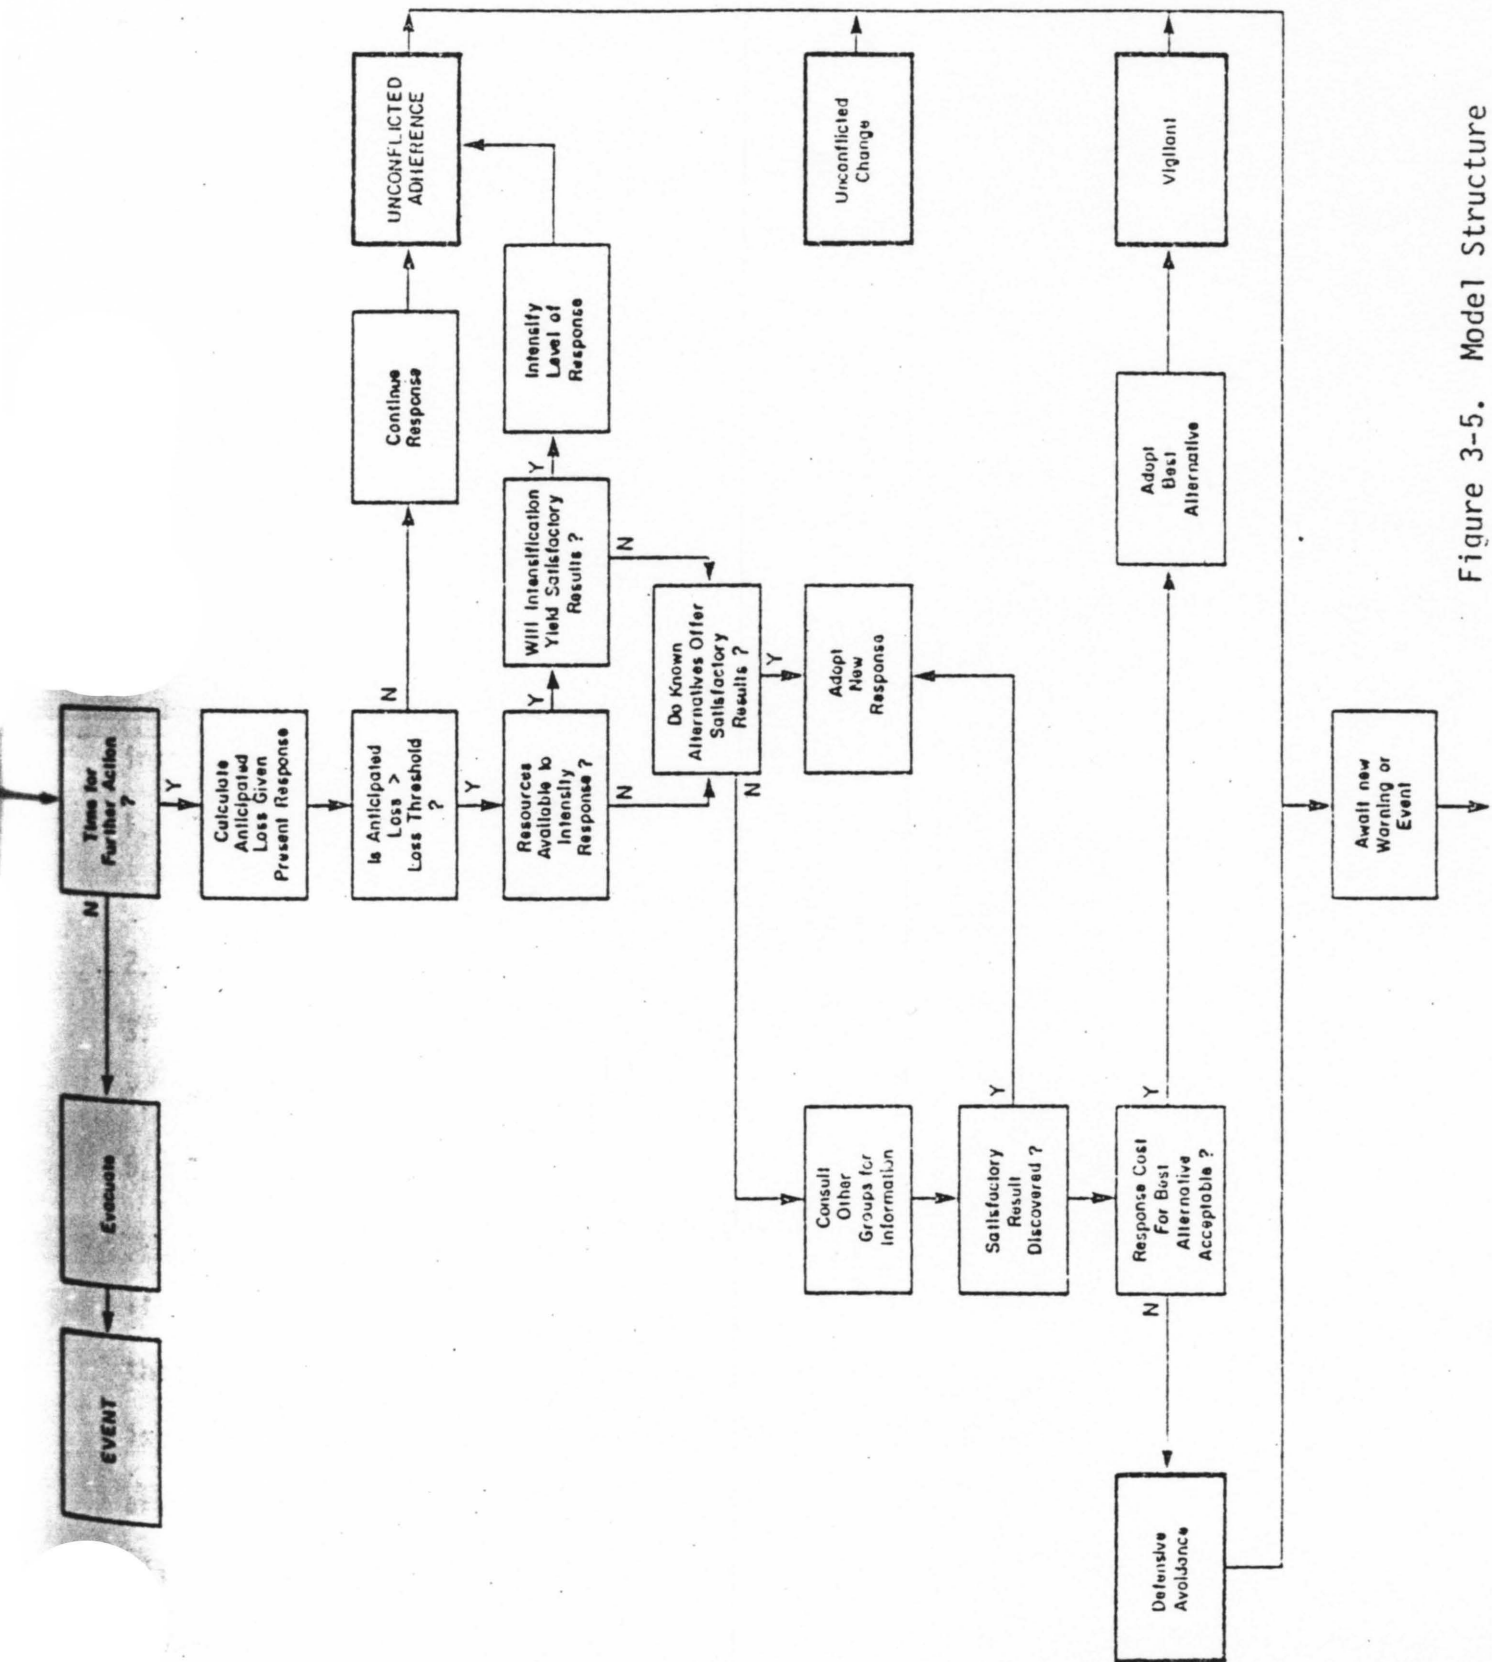 Time for
Further Action
?
N
Y
Evacuate
EVENT
Calculate
Anticipated
Loss Given
Present Response
Is Anticipated
Loss >
Loss Threshold
?
N
Y
Continue
Response
UNCONFLICTED
ADHERENCE
Resources
Available to
Intensity
Response ?
Y
N
Will Intensification
Yield Satisfactory
Results ?
Y
N
Intensify
Level of
Response
Do Known
Alternatives Offer
Satisfactory
Results ?
Y
N
Adopt
New
Response
Unconflicted
Change
Consult
Other
Groups for
Information
Satisfactory
Result
Discovered ?
Y
Response Cost
For Best
Alternative
Acceptable ?
Y
N
Adopt
Best
Alternative
Vigilant
Defensive
Avoidance
Await new
Warning or
Event
Figure 3-5. Model Structure